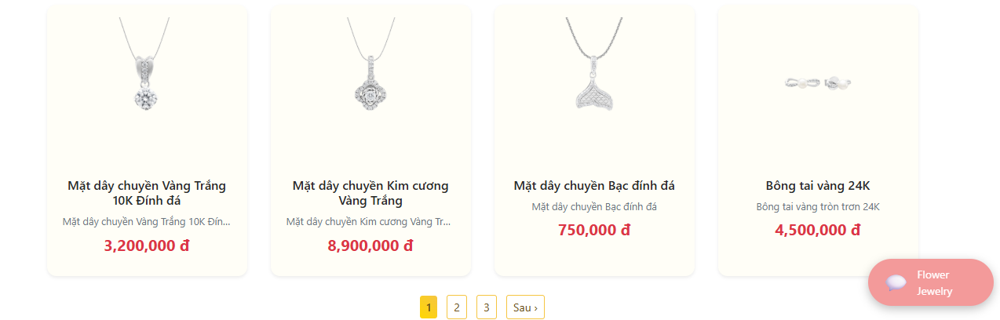 Mặt dây chuyền Vàng Trắng
10K Đính đá
Mặt dây chuyền Vàng Trắng 10K Đín...
3,200,000 đ
Mặt dây chuyền Kim cương
Vàng Trắng
Mặt dây chuyền Kim cương Vàng Tr...
8,900,000 đ
Mặt dây chuyền Bạc đính đá
Mặt dây chuyền Bạc đính đá
750,000 đ
Bông tai vàng 24K
Bông tai vàng tròn trơn 24K
4,500,000 đ
Flower
Jewelry
1 2 3 Sau ›